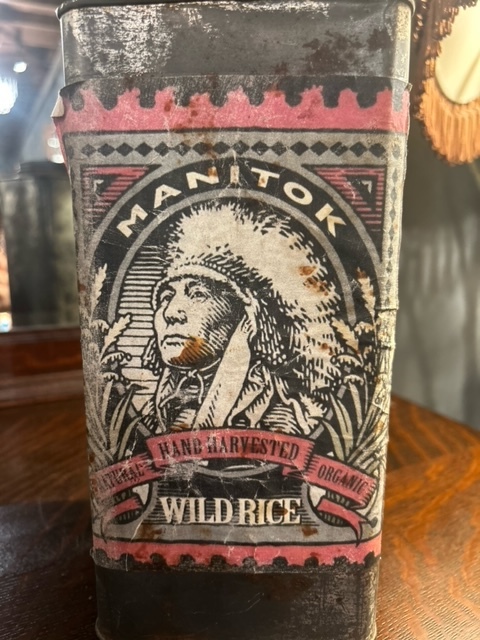 MANITOK
NATURAL HAND HARVESTED ORGANIC
WILD RICE